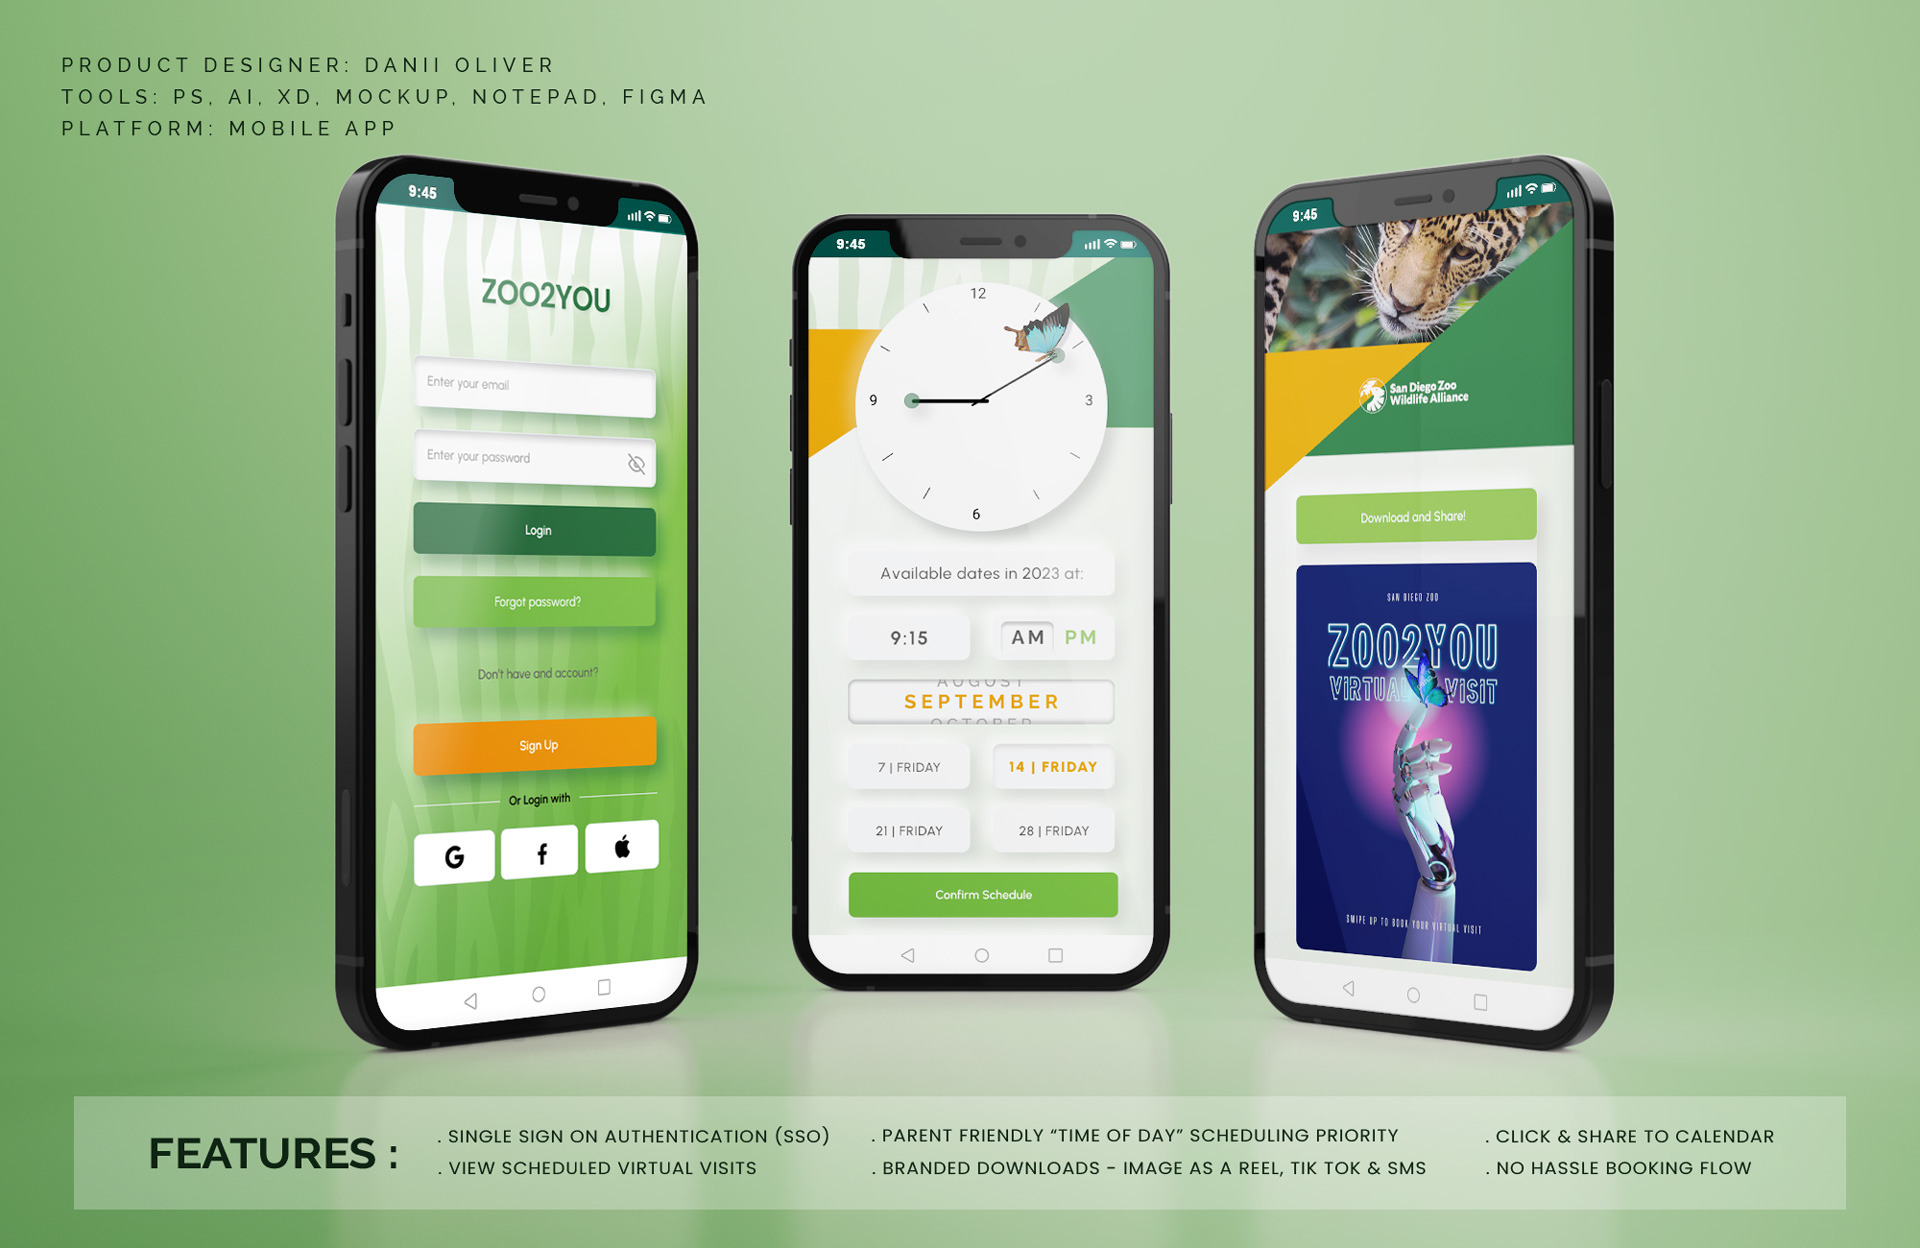 PRODUCT DESIGNER: DANII OLIVER
TOOLS: PS, AI, XD, MOCKUP, NOTEPAD, FIGMA
PLATFORM: MOBILE APP
9:45
ZOO2YOU
Enter your email
Enter your password
Login
Forgot password?
Don't have and account?
Sign Up
Or Login with
G
f
9:45
12
9
3
6
Available dates in 2023 at:
9:15
AM PM
AUGUST
SEPTEMBER
OCTOBER
7 | FRIDAY
14 | FRIDAY
21 | FRIDAY
28 | FRIDAY
Confirm Schedule
9:45
San Diego Zoo
Wildlife Alliance
Download and Share!
SAN DIEGO ZOO
ZOO2YOU
VIRTUAL VISIT
SWIPE UP TO BOOK YOUR VIRTUAL VISIT
FEATURES :
. SINGLE SIGN ON AUTHENTICATION (SSO)
. VIEW SCHEDULED VIRTUAL VISITS
. PARENT FRIENDLY “TIME OF DAY” SCHEDULING PRIORITY
. BRANDED DOWNLOADS - IMAGE AS A REEL, TIK TOK & SMS
. CLICK & SHARE TO CALENDAR
. NO HASSLE BOOKING FLOW